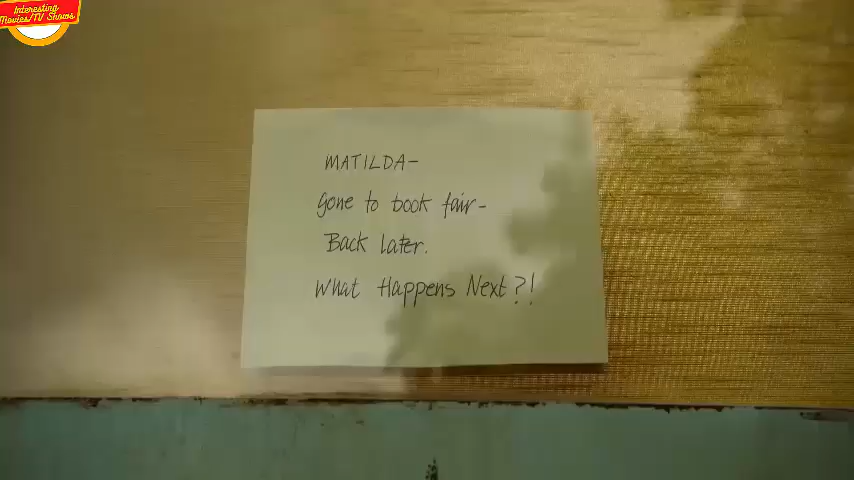 Interesting
Movies/TV Shows
MATILDA-
gone to book fair-
Back Later.
What Happens Next?!